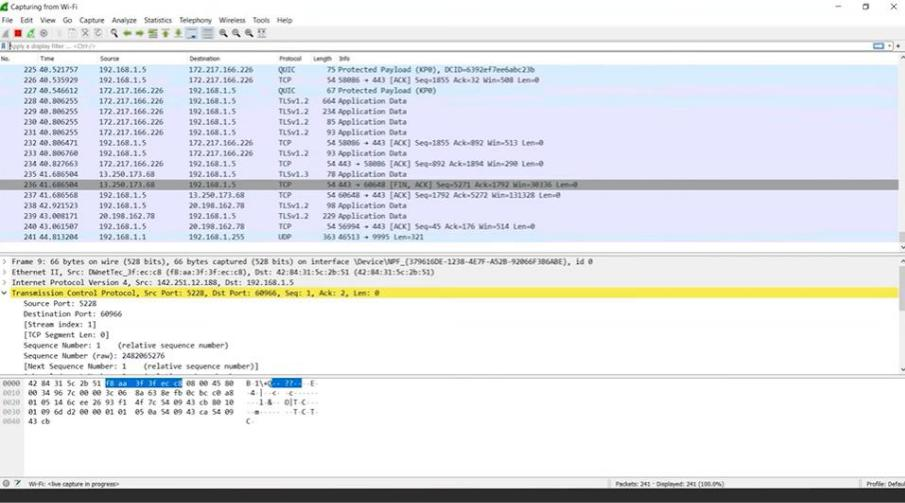 Capturing from Wi-Fi
File Edit View Go Capture Analyze Statistics Telephony Wireless Tools Help
Apply a display filter ... <Ctrl-/>
No. Time Source Destination Protocol Length Info
225 40.521757 192.168.1.5 172.217.166.226 QUIC 75 Protected Payload (KP0), DCID=6392ef7ee6abc23b
226 40.535929 192.168.1.5 172.217.166.226 TCP 54 58086 → 443 [ACK] Seq=1855 Ack=32 Win=508 Len=0
227 40.546612 172.217.166.226 192.168.1.5 QUIC 67 Protected Payload (KP0)
228 40.806255 172.217.166.226 192.168.1.5 TLSv1.2 664 Application Data
229 40.806255 172.217.166.226 192.168.1.5 TLSv1.2 234 Application Data
230 40.806255 172.217.166.226 192.168.1.5 TLSv1.2 85 Application Data
231 40.806255 172.217.166.226 192.168.1.5 TLSv1.2 93 Application Data
232 40.806471 192.168.1.5 172.217.166.226 TCP 54 58086 → 443 [ACK] Seq=1855 Ack=892 Win=513 Len=0
233 40.806760 192.168.1.5 172.217.166.226 TLSv1.2 93 Application Data
234 40.827663 172.217.166.226 192.168.1.5 TCP 54 443 → 58086 [ACK] Seq=892 Ack=1894 Win=290 Len=0
235 41.686504 13.250.173.68 192.168.1.5 TLSv1.3 78 Application Data
236 41.686504 13.250.173.68 192.168.1.5 TCP 54 443 → 60648 [FIN, ACK] Seq=5271 Ack=1792 Win=30336 Len=0
237 41.686568 192.168.1.5 13.250.173.68 TCP 54 60648 → 443 [ACK] Seq=1792 Ack=5272 Win=131328 Len=0
238 42.921523 192.168.1.5 20.198.162.78 TLSv1.2 98 Application Data
239 43.008171 20.198.162.78 192.168.1.5 TLSv1.2 229 Application Data
240 43.061507 192.168.1.5 20.198.162.78 TCP 54 56994 → 443 [ACK] Seq=45 Ack=176 Win=514 Len=0
241 44.813204 192.168.1.1 192.168.1.255 UDP 363 46513 → 9995 Len=321
Frame 9: 66 bytes on wire (528 bits), 66 bytes captured (528 bits) on interface \Device\NPF_{379616DE-1238-4E7F-A52B-92066F3B6ABE}, id 0
Ethernet II, Src: DWnetTec_3f:ec:c8 (f8:aa:3f:3f:ec:c8), Dst: 42:84:31:5c:2b:51 (42:84:31:5c:2b:51)
Internet Protocol Version 4, Src: 142.251.12.188, Dst: 192.168.1.5
Transmission Control Protocol, Src Port: 5228, Dst Port: 60966, Seq: 1, Ack: 2, Len: 0
Source Port: 5228
Destination Port: 60966
[Stream index: 1]
[TCP Segment Len: 0]
Sequence Number: 1 (relative sequence number)
Sequence Number (raw): 2482065276
[Next Sequence Number: 1 (relative sequence number)]
0000 42 84 31 5c 2b 51 f8 aa 3f 3f ec c8 08 00 45 80
0010 00 34 96 7c 00 00 3c 06 8a 63 8e fb 0c bc c0 a8
0020 01 05 14 6c ee 26 93 f1 4f 7c 54 09 43 cb 80 10
0030 01 09 6d d2 00 00 01 01 05 0a 54 09 43 ca 54 09
0040 43 cb
Wi-Fi: <live capture in progress> Packets: 241 · Displayed: 241 (100.0%) Profile: Defau